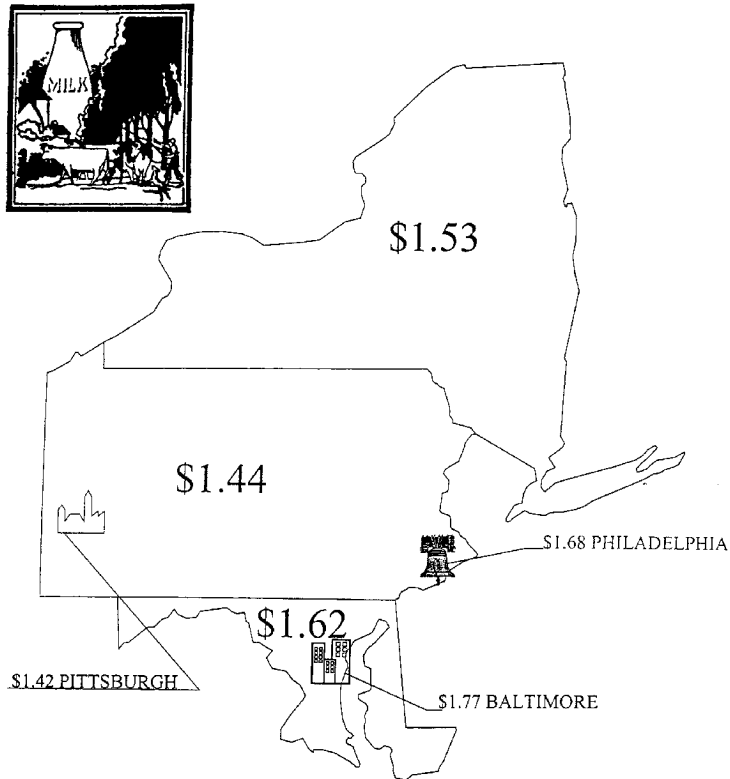 MILK
$1.53
$1.44
$1.68 PHILADELPHIA
$1.62
$1.42 PITTSBURGH
$1.77 BALTIMORE